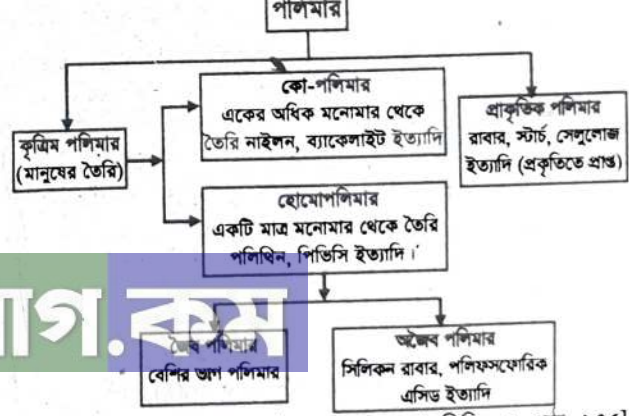 পলিমার
কো-পলিমার
একের অধিক মনোমার থেকে
তৈরি নাইলন, ব্যাকেলাইট ইত্যাদি
প্রাকৃতিক পলিমার
রাবার, স্টার্চ, সেলুলোজ
ইত্যাদি (প্রকৃতিতে প্রাপ্ত)
কৃত্রিম পলিমার
(মানুষের তৈরি)
হোমোপলিমার
একটি মাত্র মনোমার থেকে তৈরি
পলিথিন, পিভিসি ইত্যাদি।
জৈব পলিমার
বেশির ভাগ পলিমার
অজৈব পলিমার
সিলিকন রাবার, পলিফসফোরিক
এসিড ইত্যাদি
াগ.কম